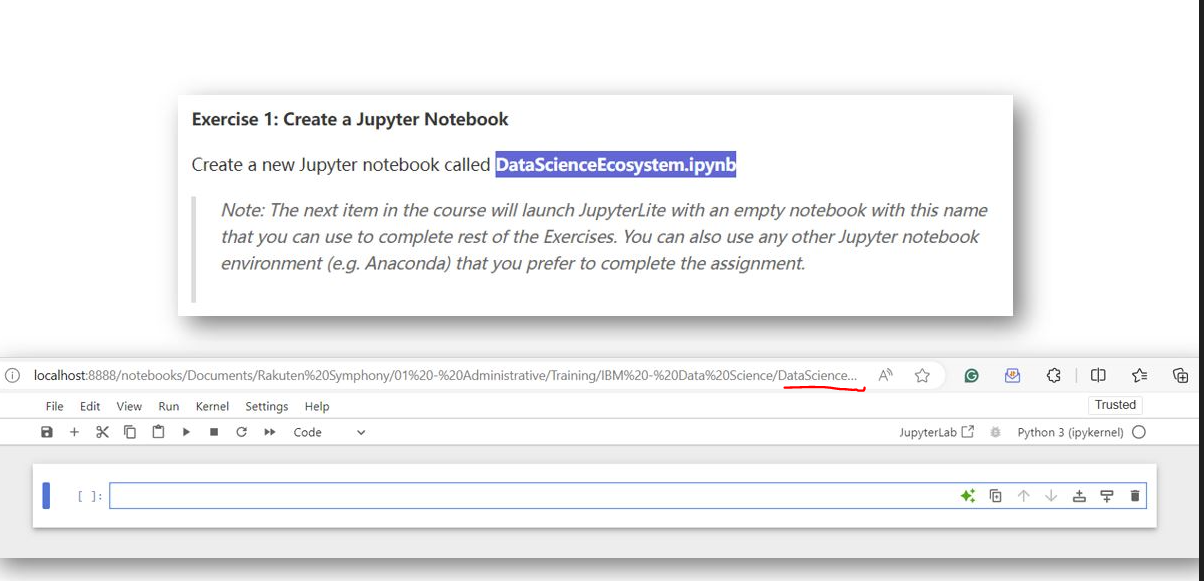 Exercise 1: Create a Jupyter Notebook
Create a new Jupyter notebook called DataScienceEcosystem.ipynb
Note: The next item in the course will launch JupyterLite with an empty notebook with this name
that you can use to complete rest of the Exercises. You can also use any other Jupyter notebook
environment (e.g. Anaconda) that you prefer to complete the assignment.
localhost:8888/notebooks/Documents/Rakuten%20Symphony/01%20-%20Administrative/Training/IBM%20-%20Data%20Science/DataScience...
File Edit View Run Kernel Settings Help
Trusted
Code JupyterLab Python 3 (ipykernel)
[ ]: